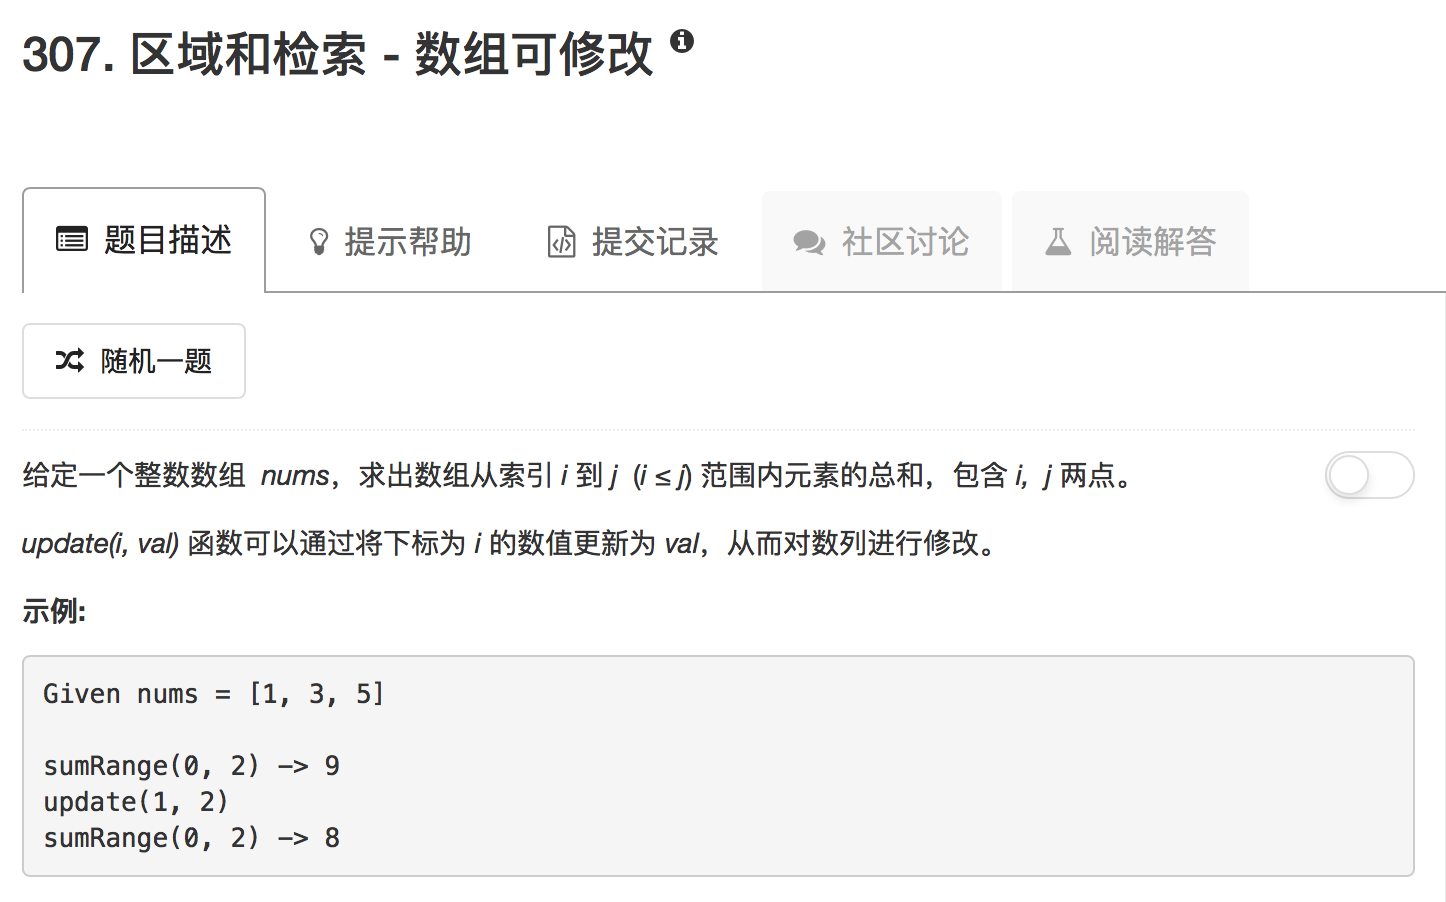 307. 区域和检索 - 数组可修改
题目描述 提示帮助 提交记录 社区讨论 阅读解答
随机一题
给定一个整数数组 nums，求出数组从索引 i 到 j (i ≤ j) 范围内元素的总和，包含 i, j 两点。
update(i, val) 函数可以通过将下标为 i 的数值更新为 val，从而对数列进行修改。
示例:
Given nums = [1, 3, 5]
sumRange(0, 2) -> 9
update(1, 2)
sumRange(0, 2) -> 8